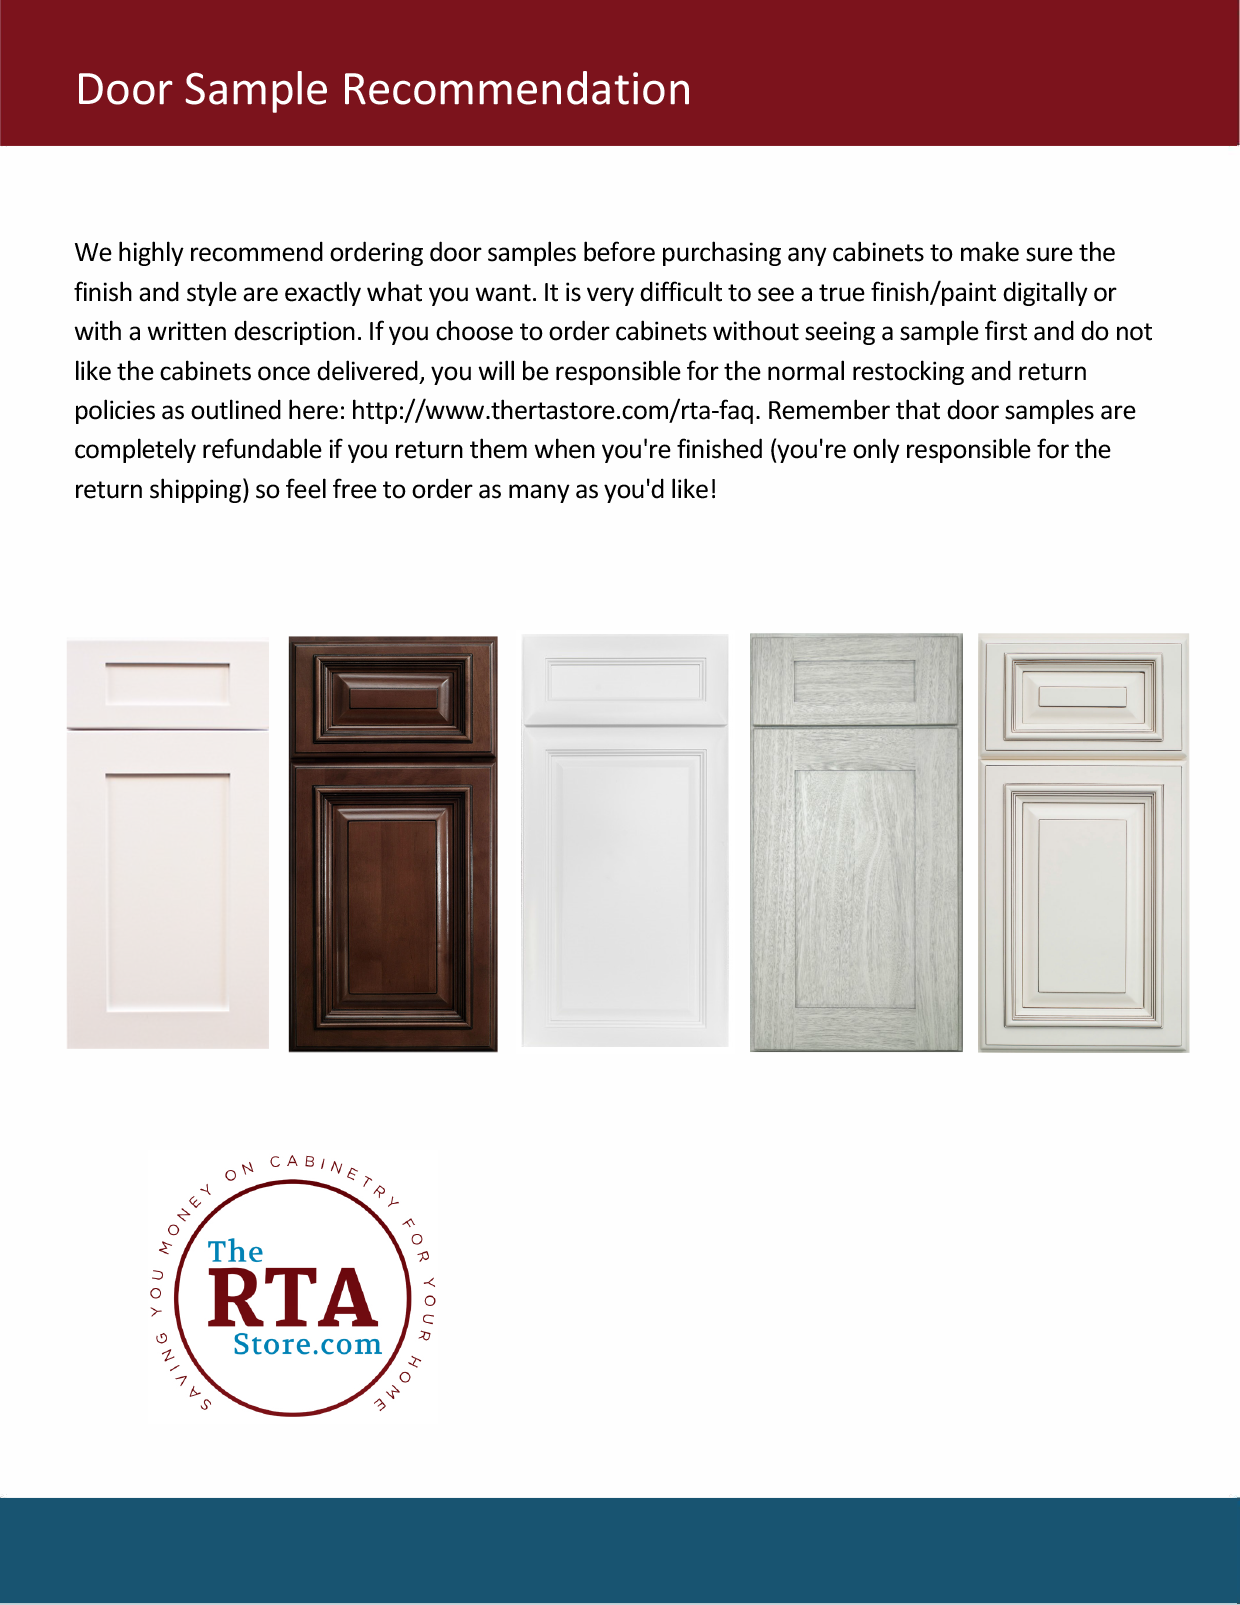 Door Sample Recommendation
We highly recommend ordering door samples before purchasing any cabinets to make sure the
finish and style are exactly what you want. It is very difficult to see a true finish/paint digitally or
with a written description. If you choose to order cabinets without seeing a sample first and do not
like the cabinets once delivered, you will be responsible for the normal restocking and return
policies as outlined here: http://www.thertastore.com/rta-faq. Remember that door samples are
completely refundable if you return them when you're finished (you're only responsible for the
return shipping) so feel free to order as many as you'd like!
SAVING YOU MONEY ON CABINETRY FOR YOUR HOME
The
RTA
Store.com